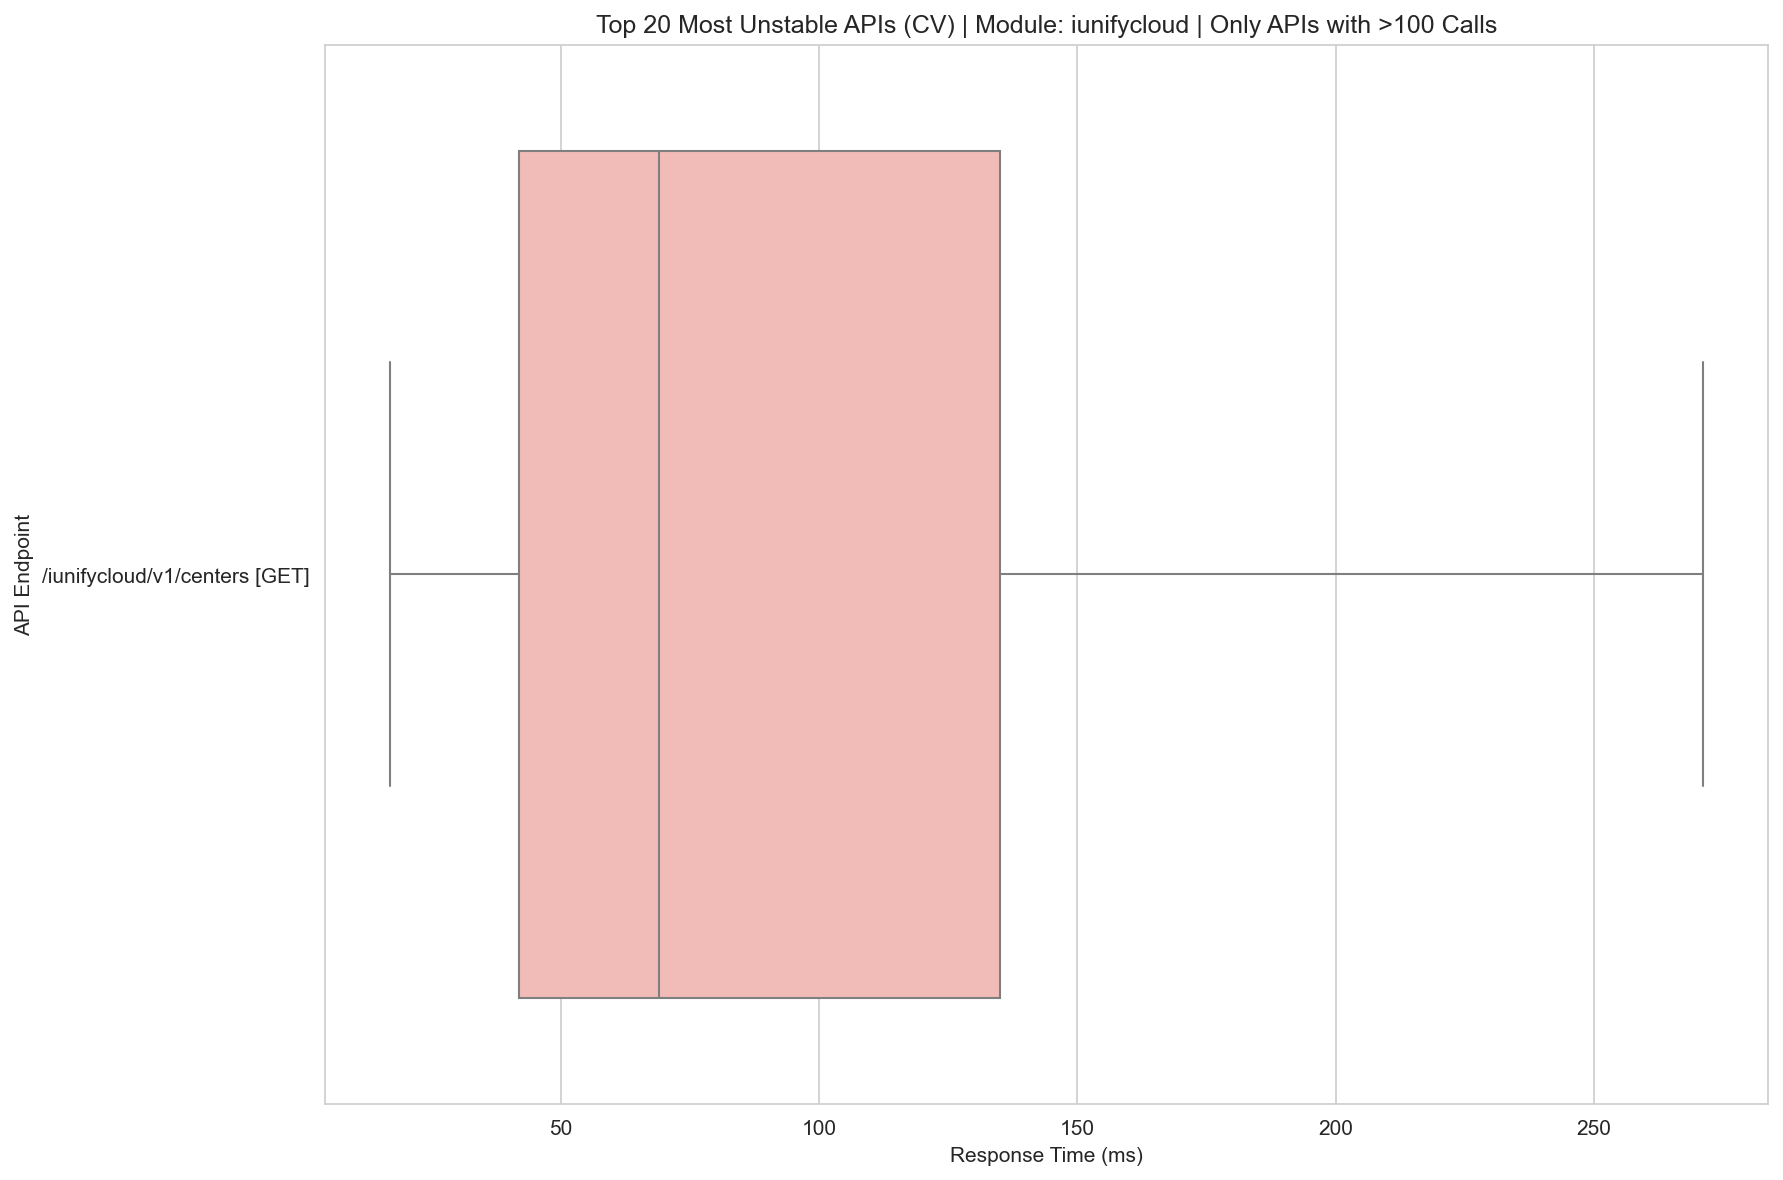 Top 20 Most Unstable APIs (CV) | Module: iunifycloud | Only APIs with >100 Calls
API Endpoint
/iunifycloud/v1/centers [GET]
50 100 150 200 250
Response Time (ms)